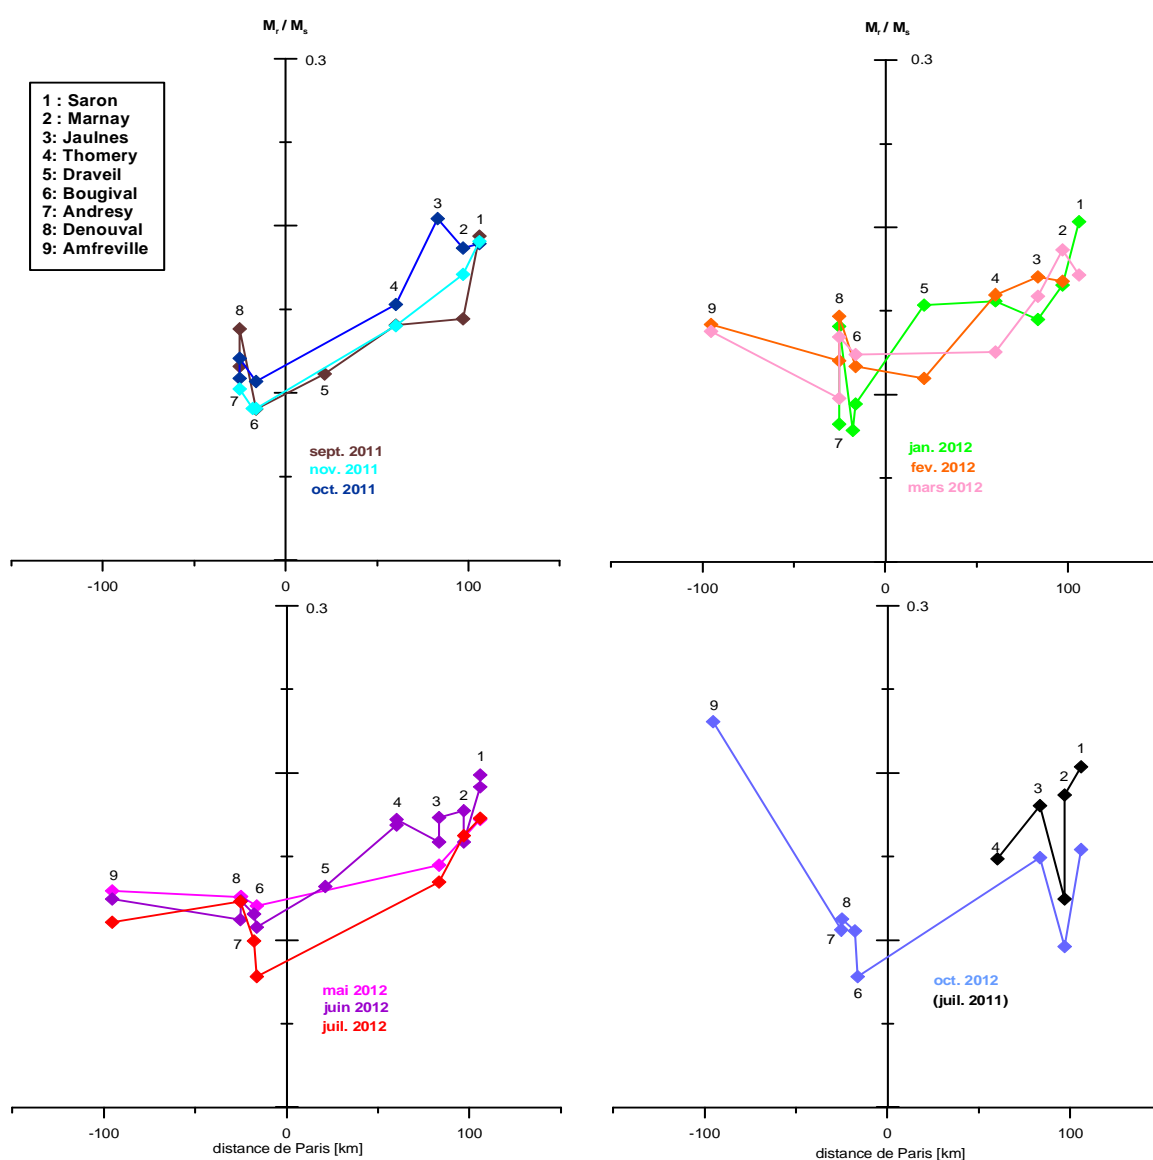 M_r / M_s
0.3
1 : Saron
2 : Marnay
3: Jaulnes
4: Thomery
5: Draveil
6: Bougival
7: Andresy
8: Denouval
9: Amfreville
3
1
2
4
8
5
7
6
sept. 2011
nov. 2011
oct. 2011
-100
0
100
M_r / M_s
0.3
1
2
3
4
5
9
8
6
7
jan. 2012
fev. 2012
mars 2012
-100
0
100
0.3
1
4
3
2
5
9
8
6
7
mai 2012
juin 2012
juil. 2012
-100
0
100
distance de Paris [km]
0.3
9
1
2
3
4
8
7
6
oct. 2012
(juil. 2011)
-100
0
100
distance de Paris [km]